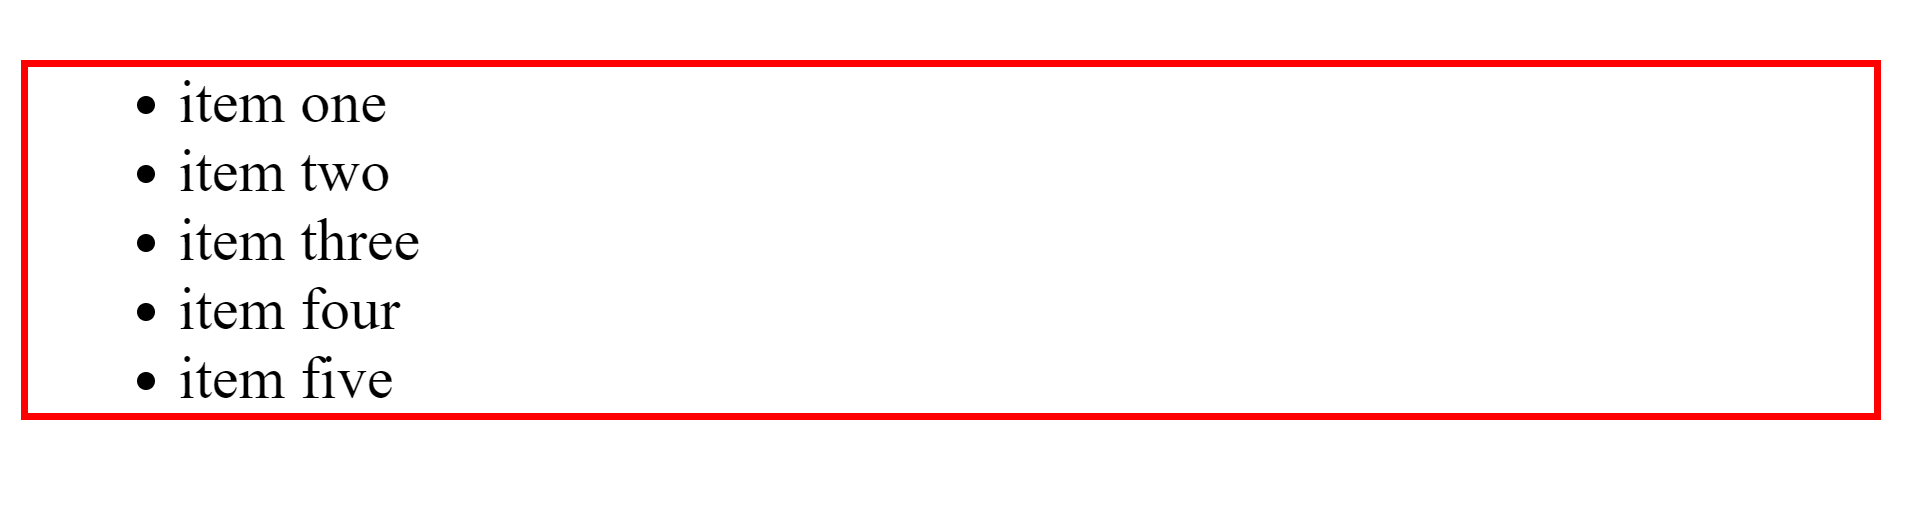 • item one
• item two
• item three
• item four
• item five